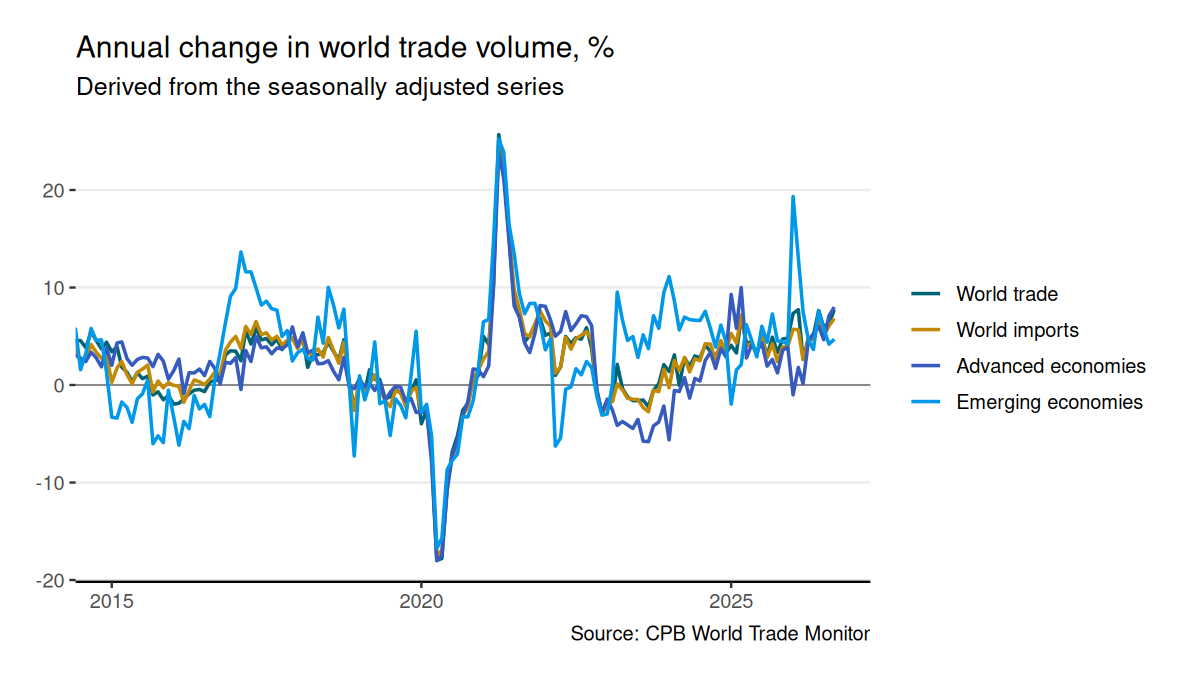 Annual change in world trade volume, %
Derived from the seasonally adjusted series
20
10
0
-10
-20
2015 2020 2025
World trade
World imports
Advanced economies
Emerging economies
Source: CPB World Trade Monitor